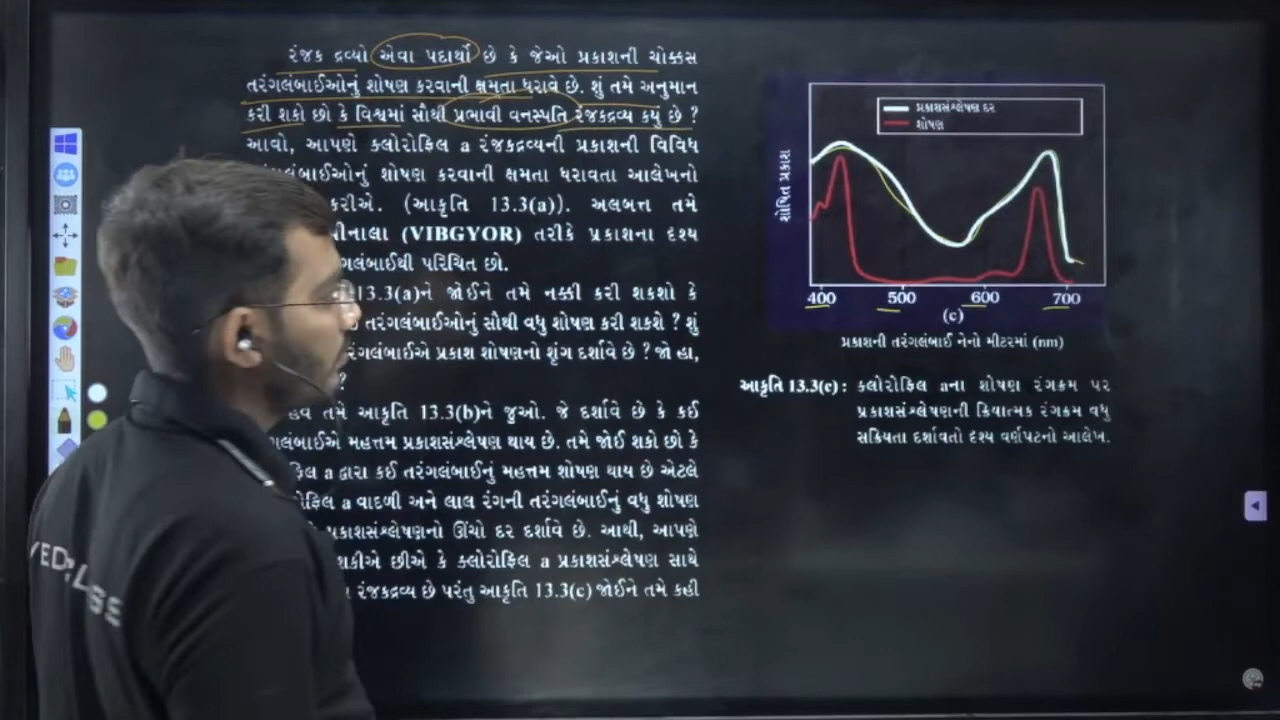 રંજક દ્રવ્યો એવા પદાર્થો છે કે જેઓ પ્રકાશની ચોક્કસ
તરંગલંબાઈઓનું શોષણ કરવાની ક્ષમતા ધરાવે છે. શું તમે અનુમાન
કરી શકો છો કે વિશ્વમાં સૌથી પ્રભાવી વનસ્પતિ રંજકદ્રવ્ય કયું છે ?
આવો, આપણે ક્લોરોફિલ a રંજકદ્રવ્યની પ્રકાશની વિવિધ
લંબાઈઓનું શોષણ કરવાની ક્ષમતા ધરાવતા આલેખનો
કરીએ. (આકૃતિ 13.3(a)). અલબત્ત તમે
(VIBGYOR) તરીકે પ્રકાશના દૃશ્ય
ગલંબાઈથી પરિચિત છો.
13.3(a)ને જોઈને તમે નક્કી કરી શકશો કે
તરંગલંબાઈઓનું સૌથી વધુ શોષણ કરી શકશે ? શું
રંગલંબાઈએ પ્રકાશ શોષણનો શૃંગ દર્શાવે છે ? જો હા,
?
હવે તમે આકૃતિ 13.3(b)ને જુઓ. જે દર્શાવે છે કે કઈ
ગલંબાઈએ મહત્તમ પ્રકાશસંશ્લેષણ થાય છે. તમે જોઈ શકો છો કે
ફિલ a દ્વારા કઈ તરંગલંબાઈનું મહત્તમ શોષણ થાય છે એટલે
રોફિલ a વાદળી અને લાલ રંગની તરંગલંબાઈનું વધુ શોષણ
પ્રકાશસંશ્લેષણનો ઊંચો દર દર્શાવે છે. આથી, આપણે
શકીએ છીએ કે ક્લોરોફિલ a પ્રકાશસંશ્લેષણ સાથે
રંજકદ્રવ્ય છે પરંતુ આકૃતિ 13.3(c) જોઈને તમે કહી
પ્રકાશસંશ્લેષણ દર
શોષણ
શોષિત પ્રકાશ
400 500 600 700
(c)
પ્રકાશની તરંગલંબાઈ નેનો મીટરમાં (nm)
આકૃતિ 13.3(c) : ક્લોરોફિલ aના શોષણ રંગક્રમ પર
પ્રકાશસંશ્લેષણની ક્રિયાત્મક રંગક્રમ વધુ
સક્રિયતા દર્શાવતો દૃશ્ય વર્ણપટનો આલેખ.